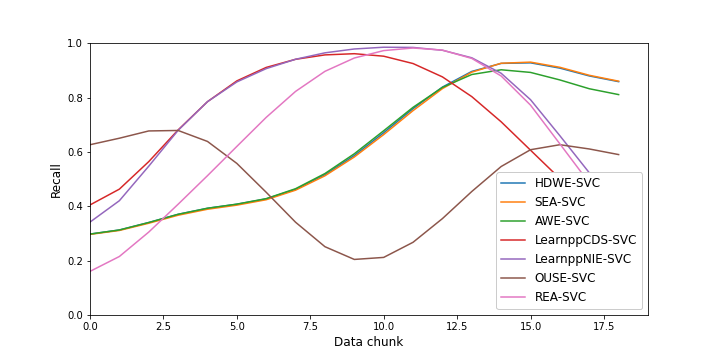 1.0
0.8
0.6
0.4
0.2
0.0
Recall
0.0 2.5 5.0 7.5 10.0 12.5 15.0 17.5
Data chunk
HDWE-SVC
SEA-SVC
AWE-SVC
LearnppCDS-SVC
LearnppNIE-SVC
OUSE-SVC
REA-SVC